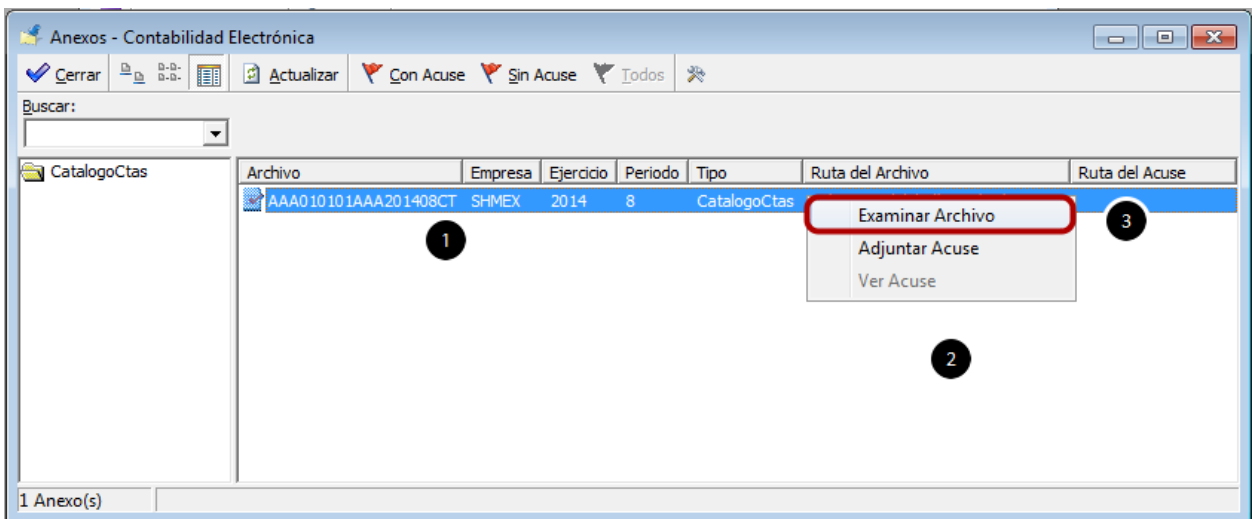 Anexos - Contabilidad Electrónica
Cerrar Actualizar Con Acuse Sin Acuse Todos
Buscar:
CatalogoCtas Archivo Empresa Ejercicio Periodo Tipo Ruta del Archivo Ruta del Acuse
AAA010101AAA201408CT SHMEX 2014 8 CatalogoCtas
Examinar Archivo 3
1
Adjuntar Acuse
Ver Acuse
2
1 Anexo(s)